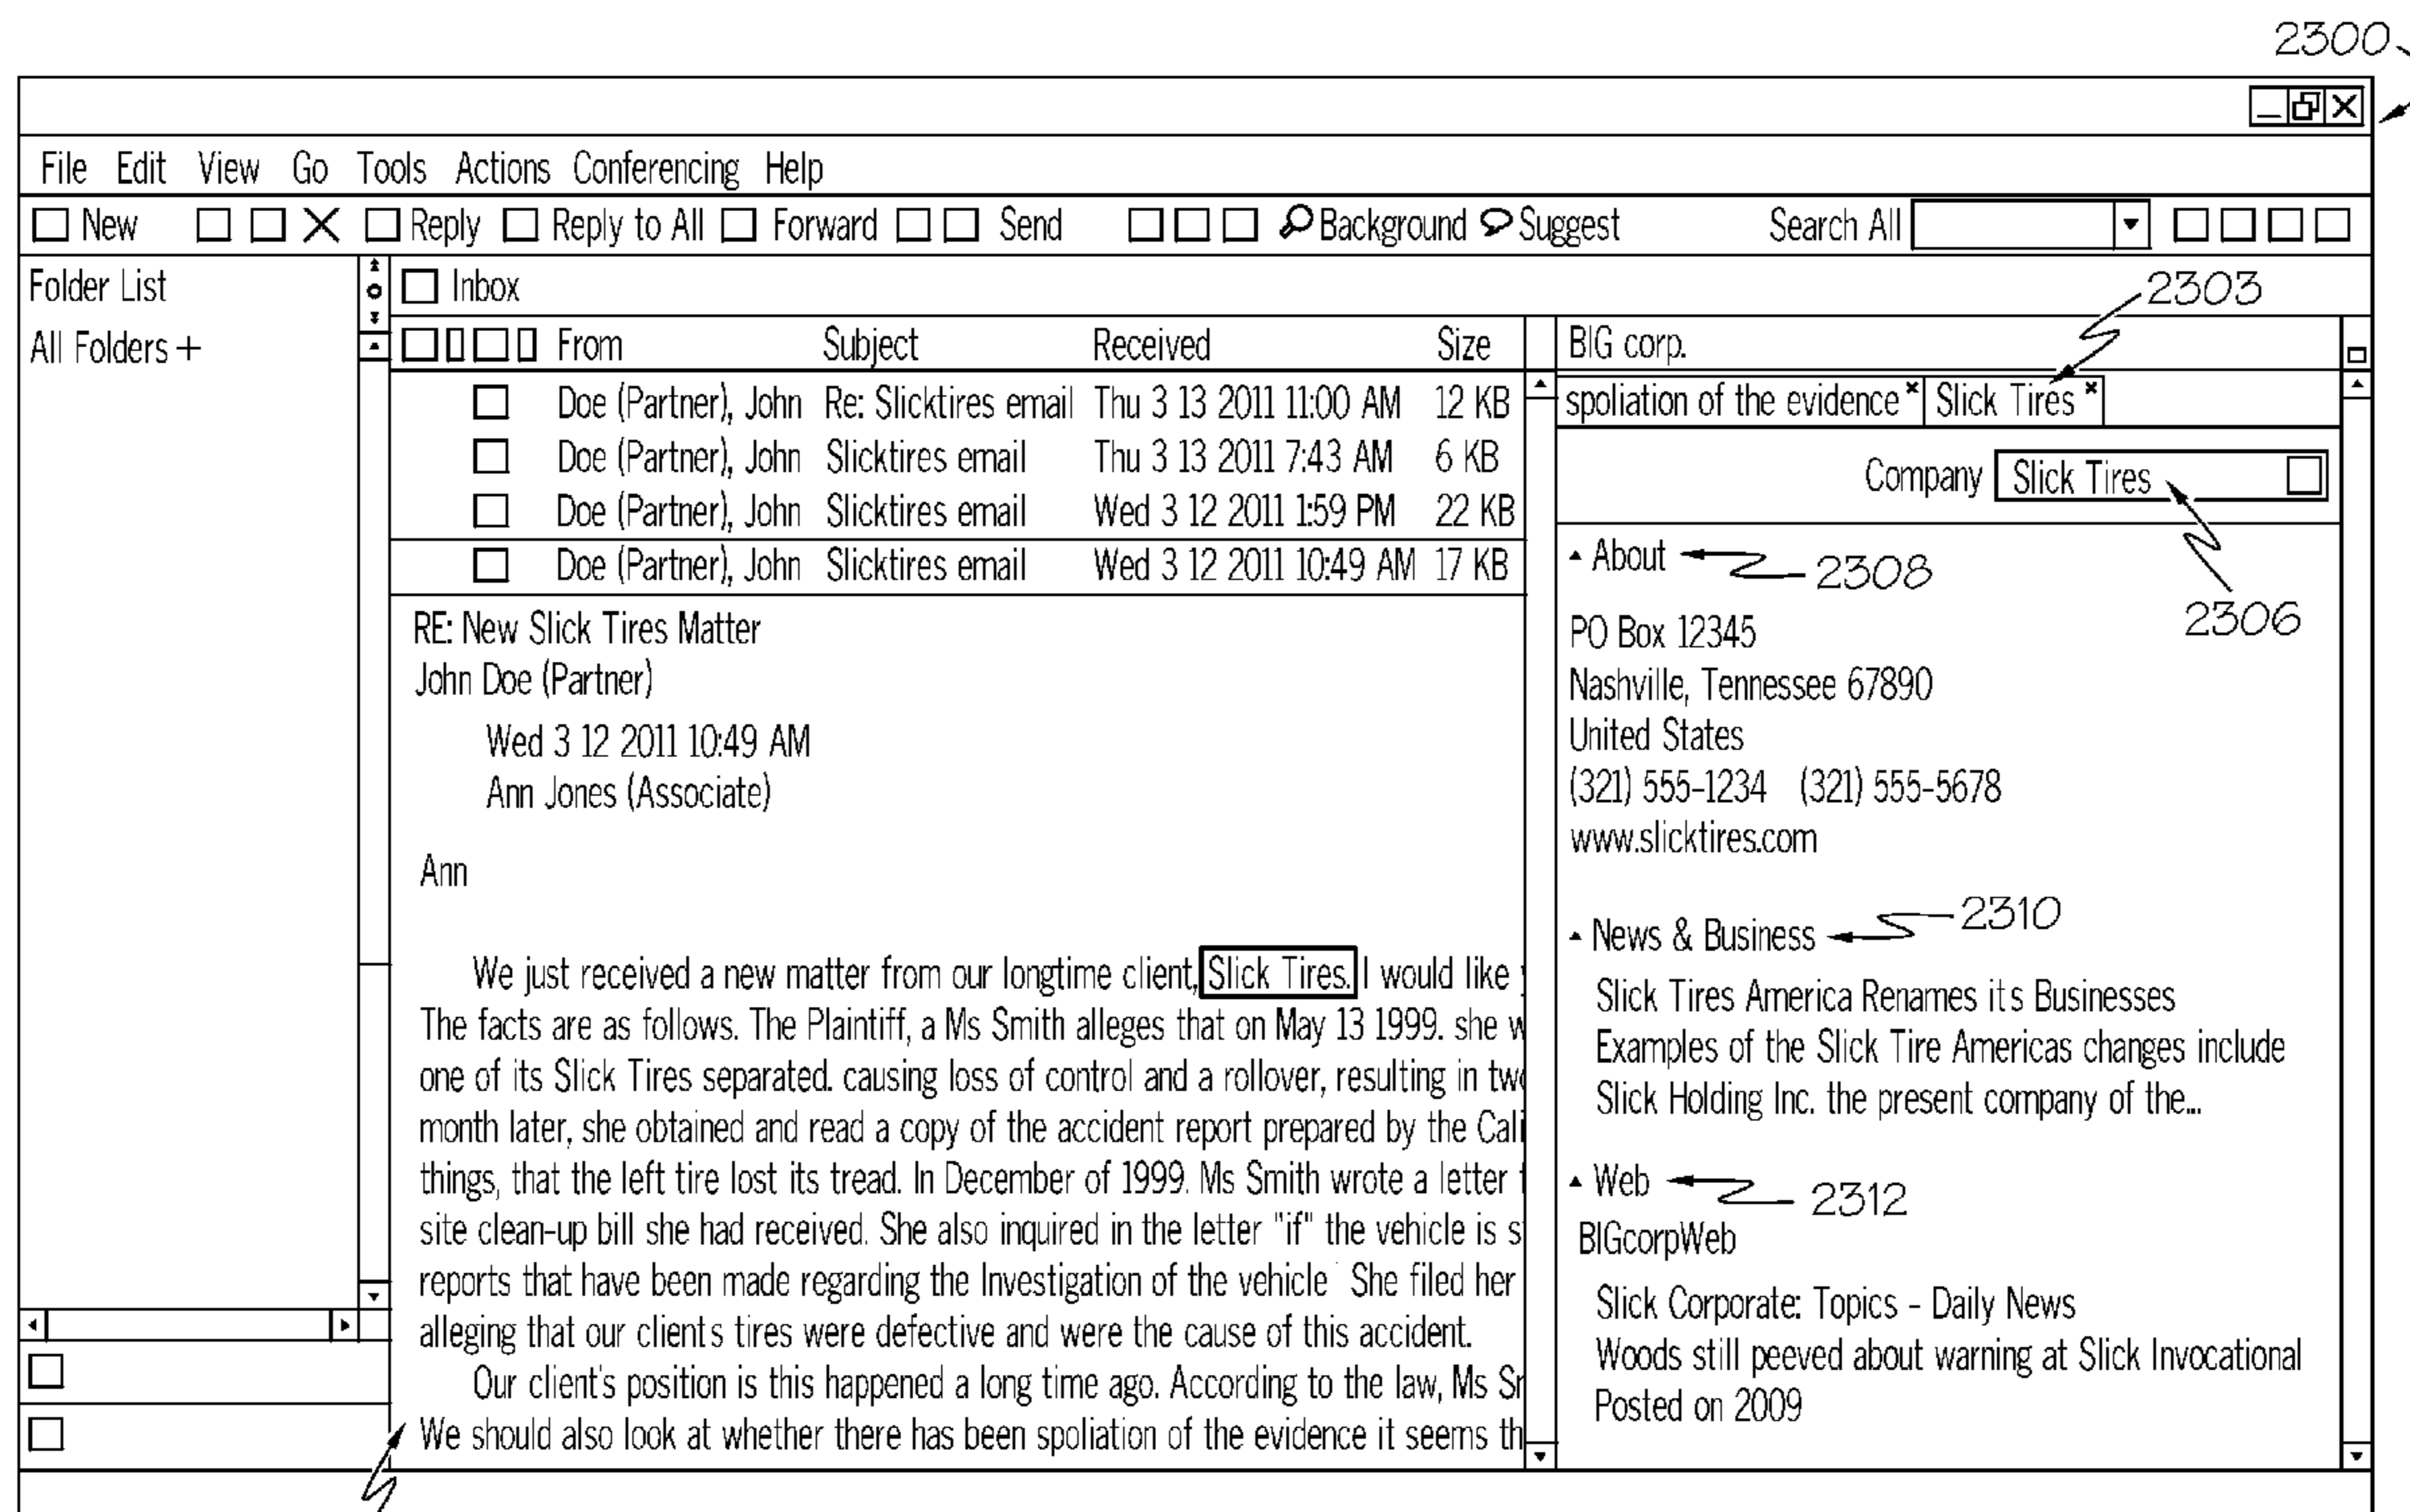 2300
File Edit View Go Tools Actions Conferencing Help
New Reply Reply to All Forward Send Background Suggest Search All
Folder List
All Folders +
Inbox
From Subject Received Size
Doe (Partner), John Re: Slicktires email Thu 3 13 2011 11:00 AM 12 KB
Doe (Partner), John Slicktires email Thu 3 13 2011 7:43 AM 6 KB
Doe (Partner), John Slicktires email Wed 3 12 2011 1:59 PM 22 KB
Doe (Partner), John Slicktires email Wed 3 12 2011 10:49 AM 17 KB
RE: New Slick Tires Matter
John Doe (Partner)
Wed 3 12 2011 10:49 AM
Ann Jones (Associate)
Ann
We just received a new matter from our longtime client, Slick Tires. I would like
The facts are as follows. The Plaintiff, a Ms Smith alleges that on May 13 1999. she w
one of its Slick Tires separated. causing loss of control and a rollover, resulting in two
month later, she obtained and read a copy of the accident report prepared by the Cali
things, that the left tire lost its tread. In December of 1999. Ms Smith wrote a letter
site clean-up bill she had received. She also inquired in the letter "if" the vehicle is s
reports that have been made regarding the Investigation of the vehicle She filed her
alleging that our client's tires were defective and were the cause of this accident.
Our client's position is this happened a long time ago. According to the law, Ms
We should also look at whether there has been spoliation of the evidence it seems th
2303
BIG corp.
spoliation of the evidence x Slick Tires x
Company Slick Tires
2306
About 2308
PO Box 12345
Nashville, Tennessee 67890
United States
(321) 555-1234 (321) 555-5678
www.slicktires.com
News & Business 2310
Slick Tires America Renames it's Businesses
Examples of the Slick Tire Americas changes include
Slick Holding Inc. the present company of the...
Web 2312
BIGcorpWeb
Slick Corporate: Topics - Daily News
Woods still peeved about warning at Slick Invocational
Posted on 2009